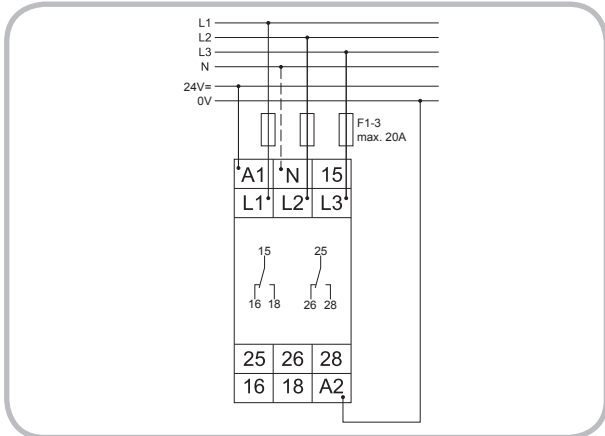 L1
L2
L3
N
24V=
0V
F1-3
max. 20A
A1 N 15
L1 L2 L3
15 25
16 18 26 28
25 26 28
16 18 A2